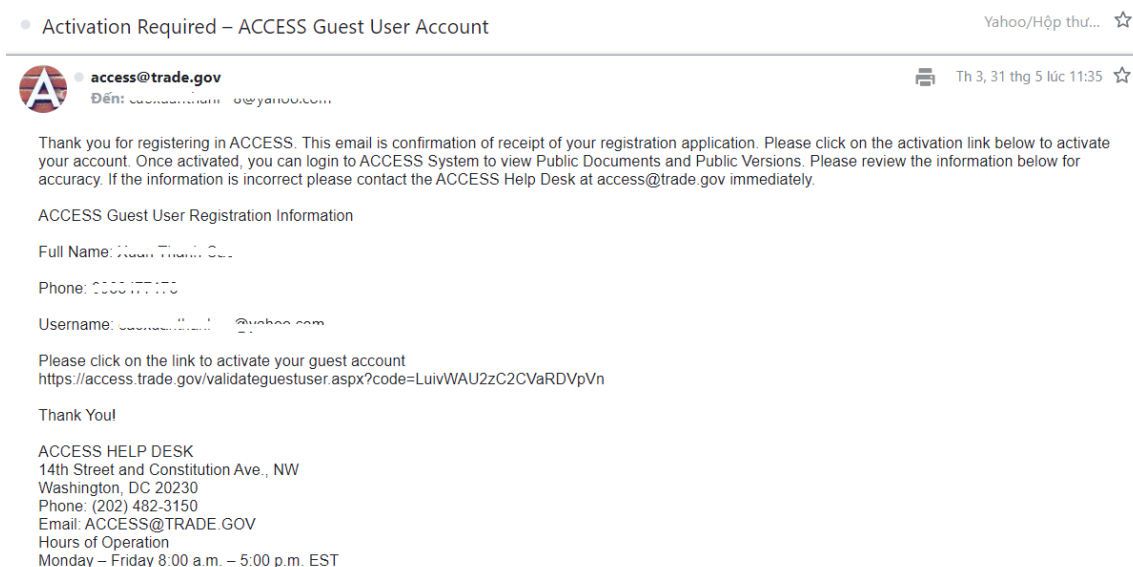 Activation Required – ACCESS Guest User Account
Yahoo/Hộp thư...
access@trade.gov
Th 3, 31 thg 5 lúc 11:35
Đến:
Thank you for registering in ACCESS. This email is confirmation of receipt of your registration application. Please click on the activation link below to activate
your account. Once activated, you can login to ACCESS System to view Public Documents and Public Versions. Please review the information below for
accuracy. If the information is incorrect please contact the ACCESS Help Desk at access@trade.gov immediately.
ACCESS Guest User Registration Information
Full Name:
Phone:
Username:
Please click on the link to activate your guest account
https://access.trade.gov/validateguestuser.aspx?code=LuivWAU2zC2CVaRDVpVn
Thank You!
ACCESS HELP DESK
14th Street and Constitution Ave., NW
Washington, DC 20230
Phone: (202) 482-3150
Email: ACCESS@TRADE.GOV
Hours of Operation
Monday – Friday 8:00 a.m. – 5:00 p.m. EST